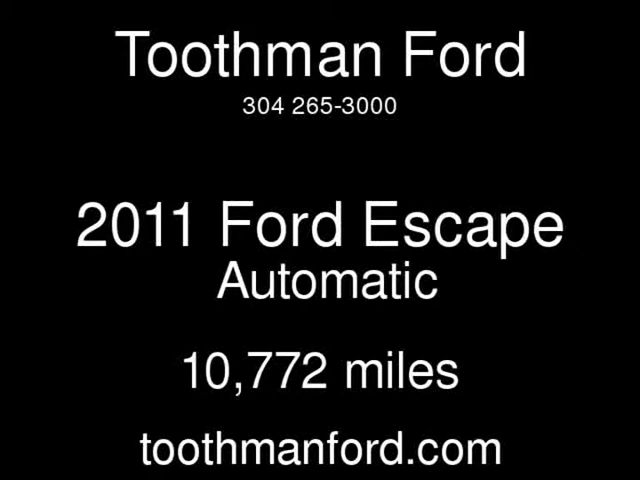 Toothman Ford
304 265-3000
2011 Ford Escape
Automatic
10,772 miles
toothmanford.com